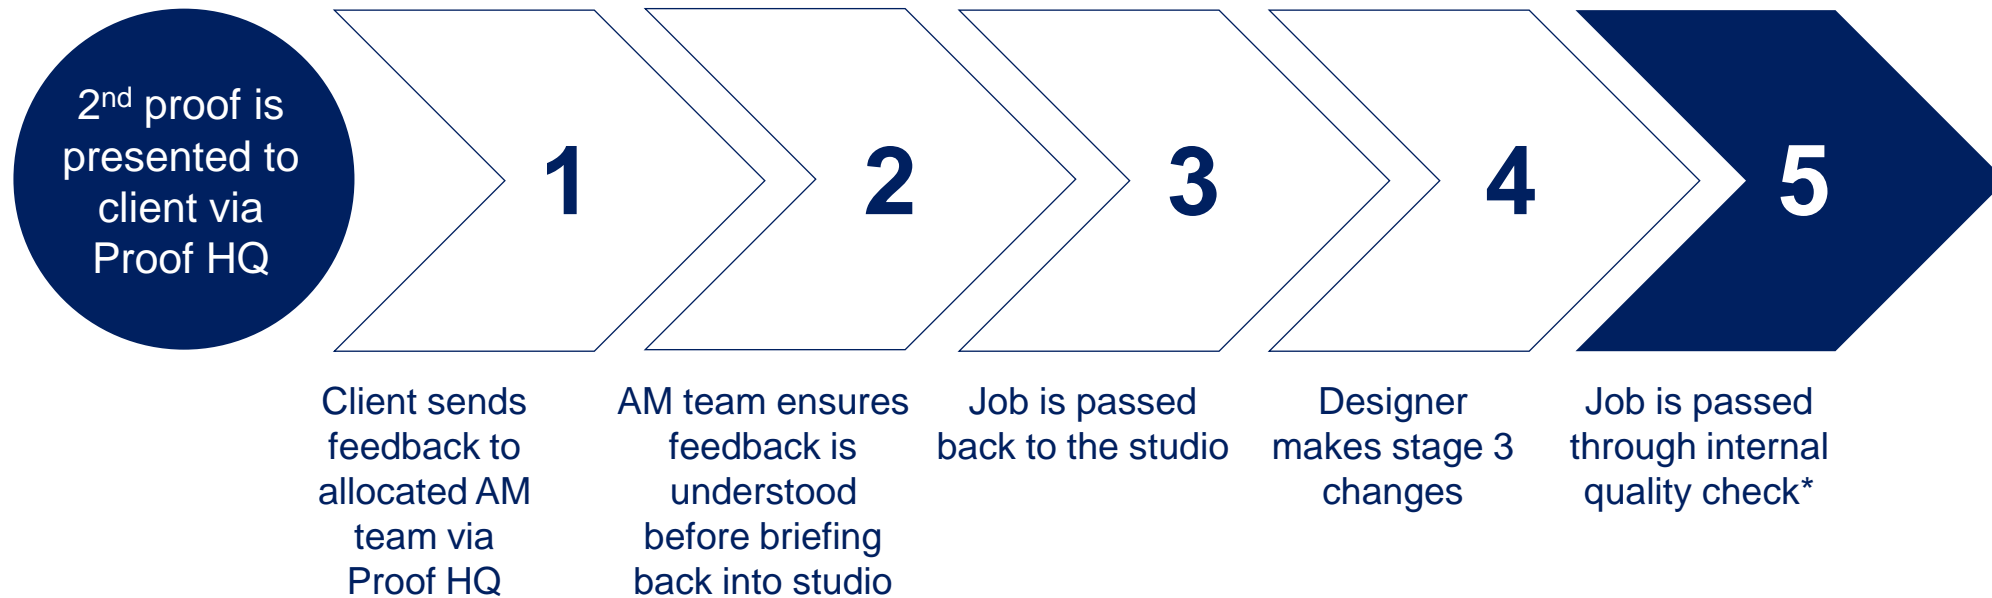 2nd proof is
presented to
client via
Proof HQ
1
2
3
4
5
Client sends
feedback to
allocated AM
team via
Proof HQ
AM team ensures
feedback is
understood
before briefing
back into studio
Job is passed
back to the studio
Designer
makes stage 3
changes
Job is passed
through internal
quality check*